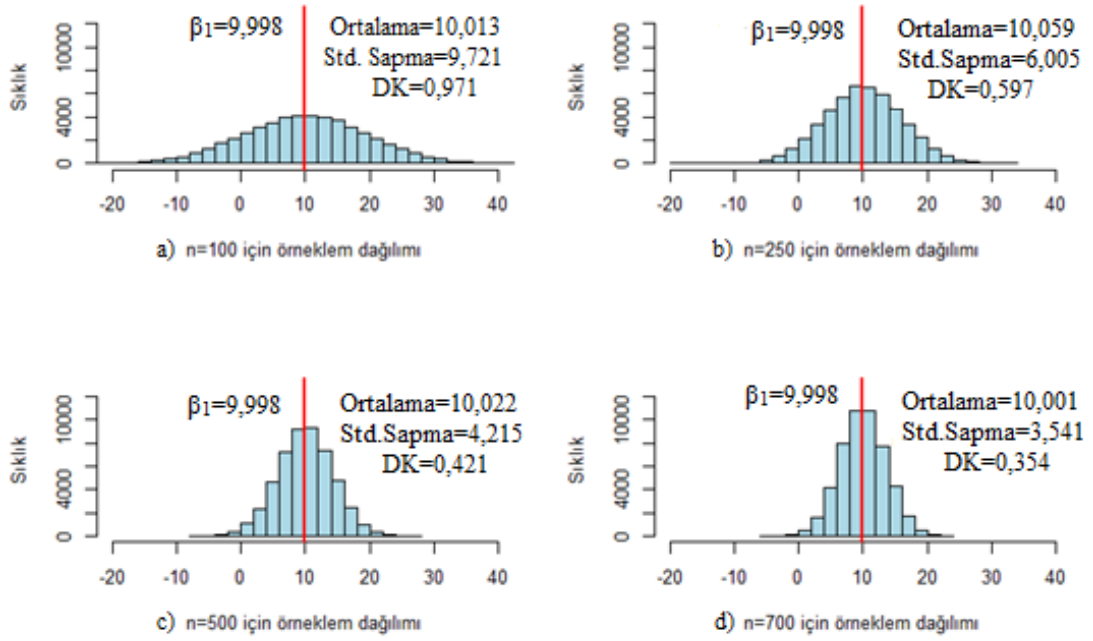 β1=9,998
Ortalama=10,013
Std. Sapma=9,721
DK=0,971
Sıklık
10000
4000
0
-20 -10 0 10 20 30 40
a) n=100 için örneklem dağılımı
β1=9,998
Ortalama=10,059
Std.Sapma=6,005
DK=0,597
Sıklık
10000
4000
0
-20 -10 0 10 20 30 40
b) n=250 için örneklem dağılımı
β1=9,998
Ortalama=10,022
Std.Sapma=4,215
DK=0,421
Sıklık
10000
4000
0
-20 -10 0 10 20 30 40
c) n=500 için örneklem dağılımı
β1=9,998
Ortalama=10,001
Std.Sapma=3,541
DK=0,354
Sıklık
10000
4000
0
-20 -10 0 10 20 30 40
d) n=700 için örneklem dağılımı